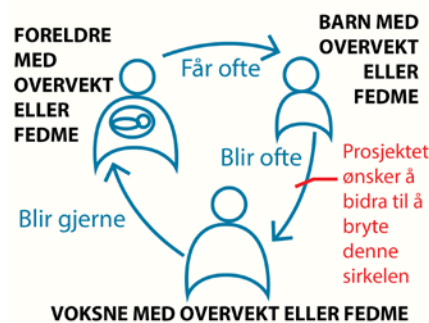 FORELDRE
MED
OVERVEKT
ELLER
FEDME
Får ofte
BARN MED
OVERVEKT
ELLER
FEDME
Blir ofte
Prosjektet
ønsker å
bidra til å
bryte
denne
sirkelen
Blir gjerne
VOKSNE MED OVERVEKT ELLER FEDME